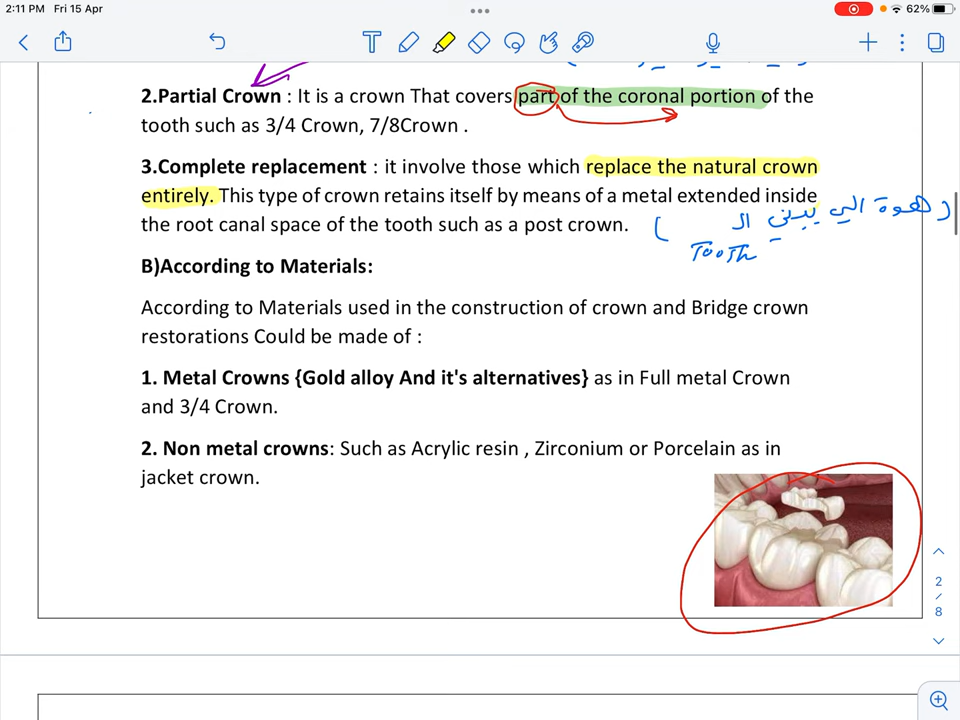 2:11 PM Fri 15 Apr
62%
2.Partial Crown : It is a crown That covers part of the coronal portion of the
tooth such as 3/4 Crown, 7/8Crown .
3.Complete replacement : it involve those which replace the natural crown
entirely. This type of crown retains itself by means of a metal extended inside
the root canal space of the tooth such as a post crown.
( هوة الي يبني ال
Tooth )
B)According to Materials:
According to Materials used in the construction of crown and Bridge crown
restorations Could be made of :
1. Metal Crowns {Gold alloy And it's alternatives} as in Full metal Crown
and 3/4 Crown.
2. Non metal crowns: Such as Acrylic resin , Zirconium or Porcelain as in
jacket crown.
2
/
8